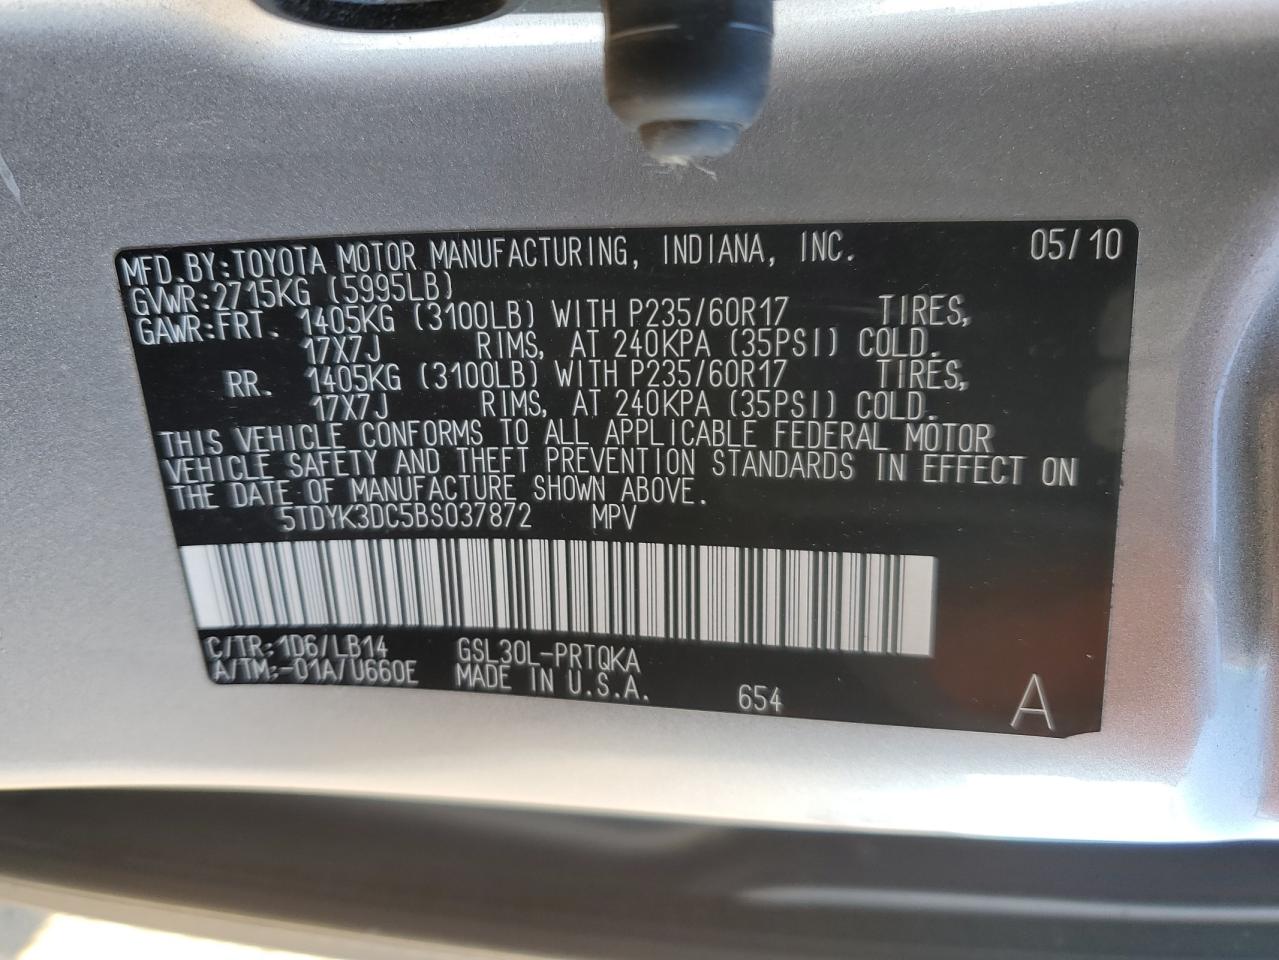 MFD.BY:TOYOTA MOTOR MANUFACTURING, INDIANA, INC. 05/10
GVWR:2715KG (5995LB)
GAWR:FRT. 1405KG (3100LB) WITH P235/60R17 TIRES,
17X7J RIMS, AT 240KPA (35PSI) COLD.
RR. 1405KG (3100LB) WITH P235/60R17 TIRES,
17X7J RIMS, AT 240KPA (35PSI) COLD.
THIS VEHICLE CONFORMS TO ALL APPLICABLE FEDERAL MOTOR
VEHICLE SAFETY AND THEFT PREVENTION STANDARDS IN EFFECT ON
THE DATE OF MANUFACTURE SHOWN ABOVE.
5TDYK3DC5BS037872 MPV
C/TR:1D6/LB14 GSL30L-PRTQKA
A/TM:-01A/U660E MADE IN U.S.A. 654 A